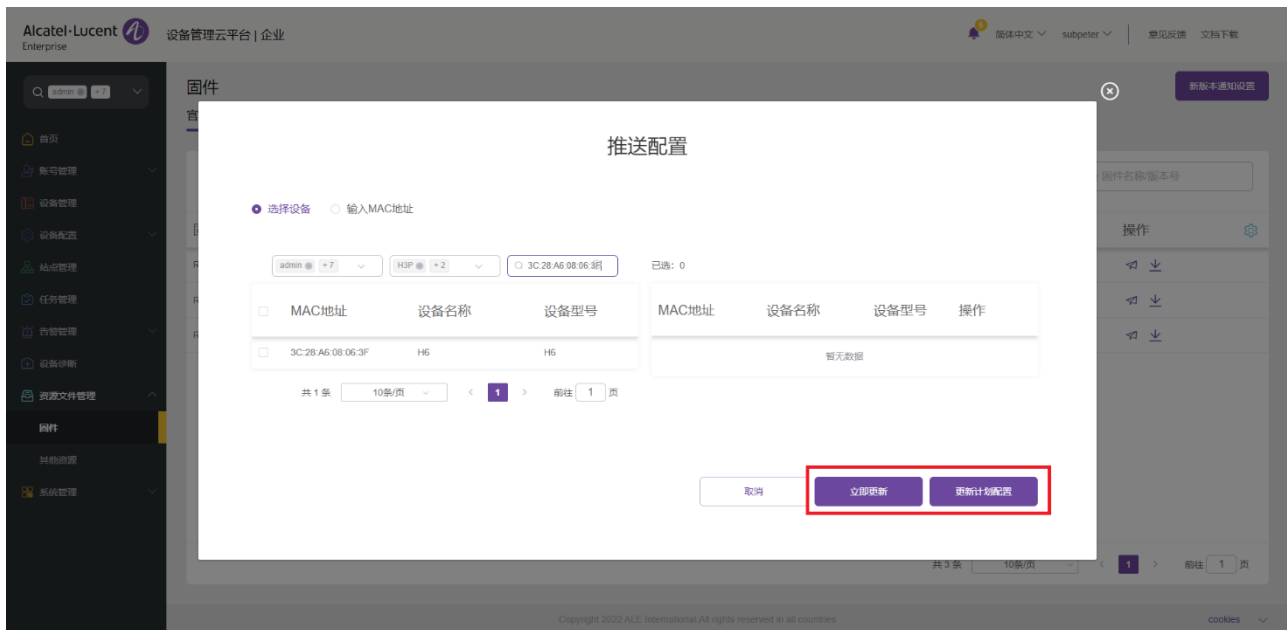 Alcatel·Lucent
Enterprise
设备管理云平台 | 企业
简体中文 subpeter 意见反馈 文档下载
admin +7
固件
新版本通知设置
官
首页
账号管理
设备管理
设备配置
站点管理
任务管理
告警管理
设备诊断
资源文件管理
固件
其他资源
系统管理
固件名称/版本号
操作
推送配置
选择设备 输入MAC地址
admin +7 H3P +2 3C:28:A6:08:06:3F 已选: 0
MAC地址 设备名称 设备型号 MAC地址 设备名称 设备型号 操作
3C:28:A6:08:06:3F H6 H6 暂无数据
共 1 条 10条/页 1 前往 1 页
取消 立即更新 更新计划配置
共 3 条 10条/页 1 前往 1 页
Copyright 2022 ALE International.All rights reserved in all countries.
cookies